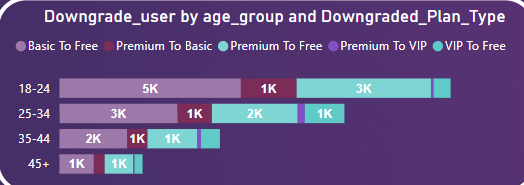 Downgrade_user by age_group and Downgraded_Plan_Type
Basic To Free Premium To Basic Premium To Free Premium To VIP VIP To Free
18-24 5K 1K 3K
25-34 3K 1K 2K 1K
35-44 2K 1K 1K
45+ 1K 1K